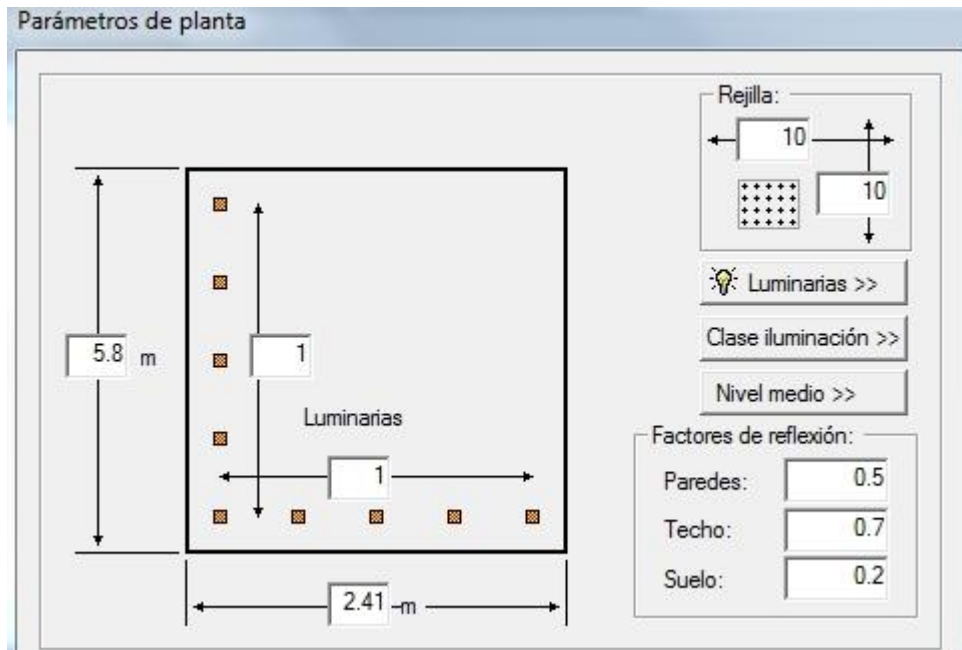 Parámetros de planta
Rejilla:
10
10
Luminarias >>
Clase iluminación >>
Nivel medio >>
5.8 m
1
Luminarias
1
2.41 m
Factores de reflexión:
Paredes: 0.5
Techo: 0.7
Suelo: 0.2